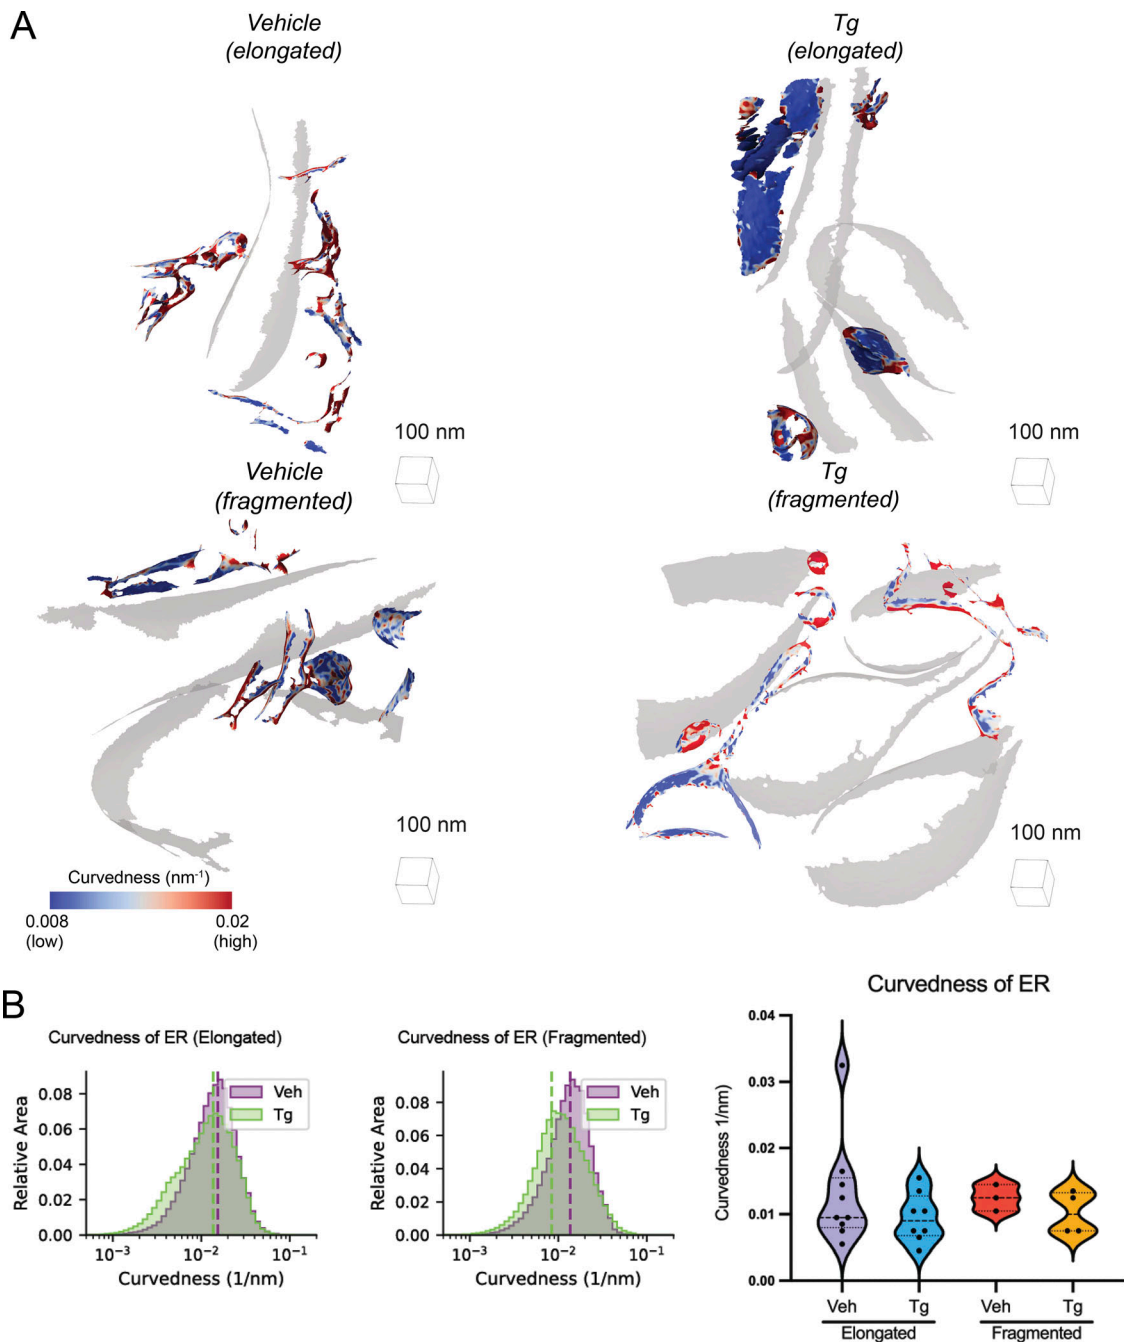 A
Vehicle
(elongated)
Tg
(elongated)
100 nm
100 nm
Vehicle
(fragmented)
Tg
(fragmented)
100 nm
100 nm
Curvedness (nm⁻¹)
0.008
0.02
(low)
(high)
B
Curvedness of ER (Elongated)
0.08
0.06
0.04
0.02
0.00
Relative Area
Veh
Tg
10⁻³
10⁻²
10⁻¹
Curvedness (1/nm)
Curvedness of ER (Fragmented)
0.08
0.06
0.04
0.02
0.00
Relative Area
Veh
Tg
10⁻³
10⁻²
10⁻¹
Curvedness (1/nm)
Curvedness of ER
0.04
0.03
0.02
0.01
0.00
Curvedness 1/nm)
Veh
Tg
Veh
Tg
Elongated
Fragmented